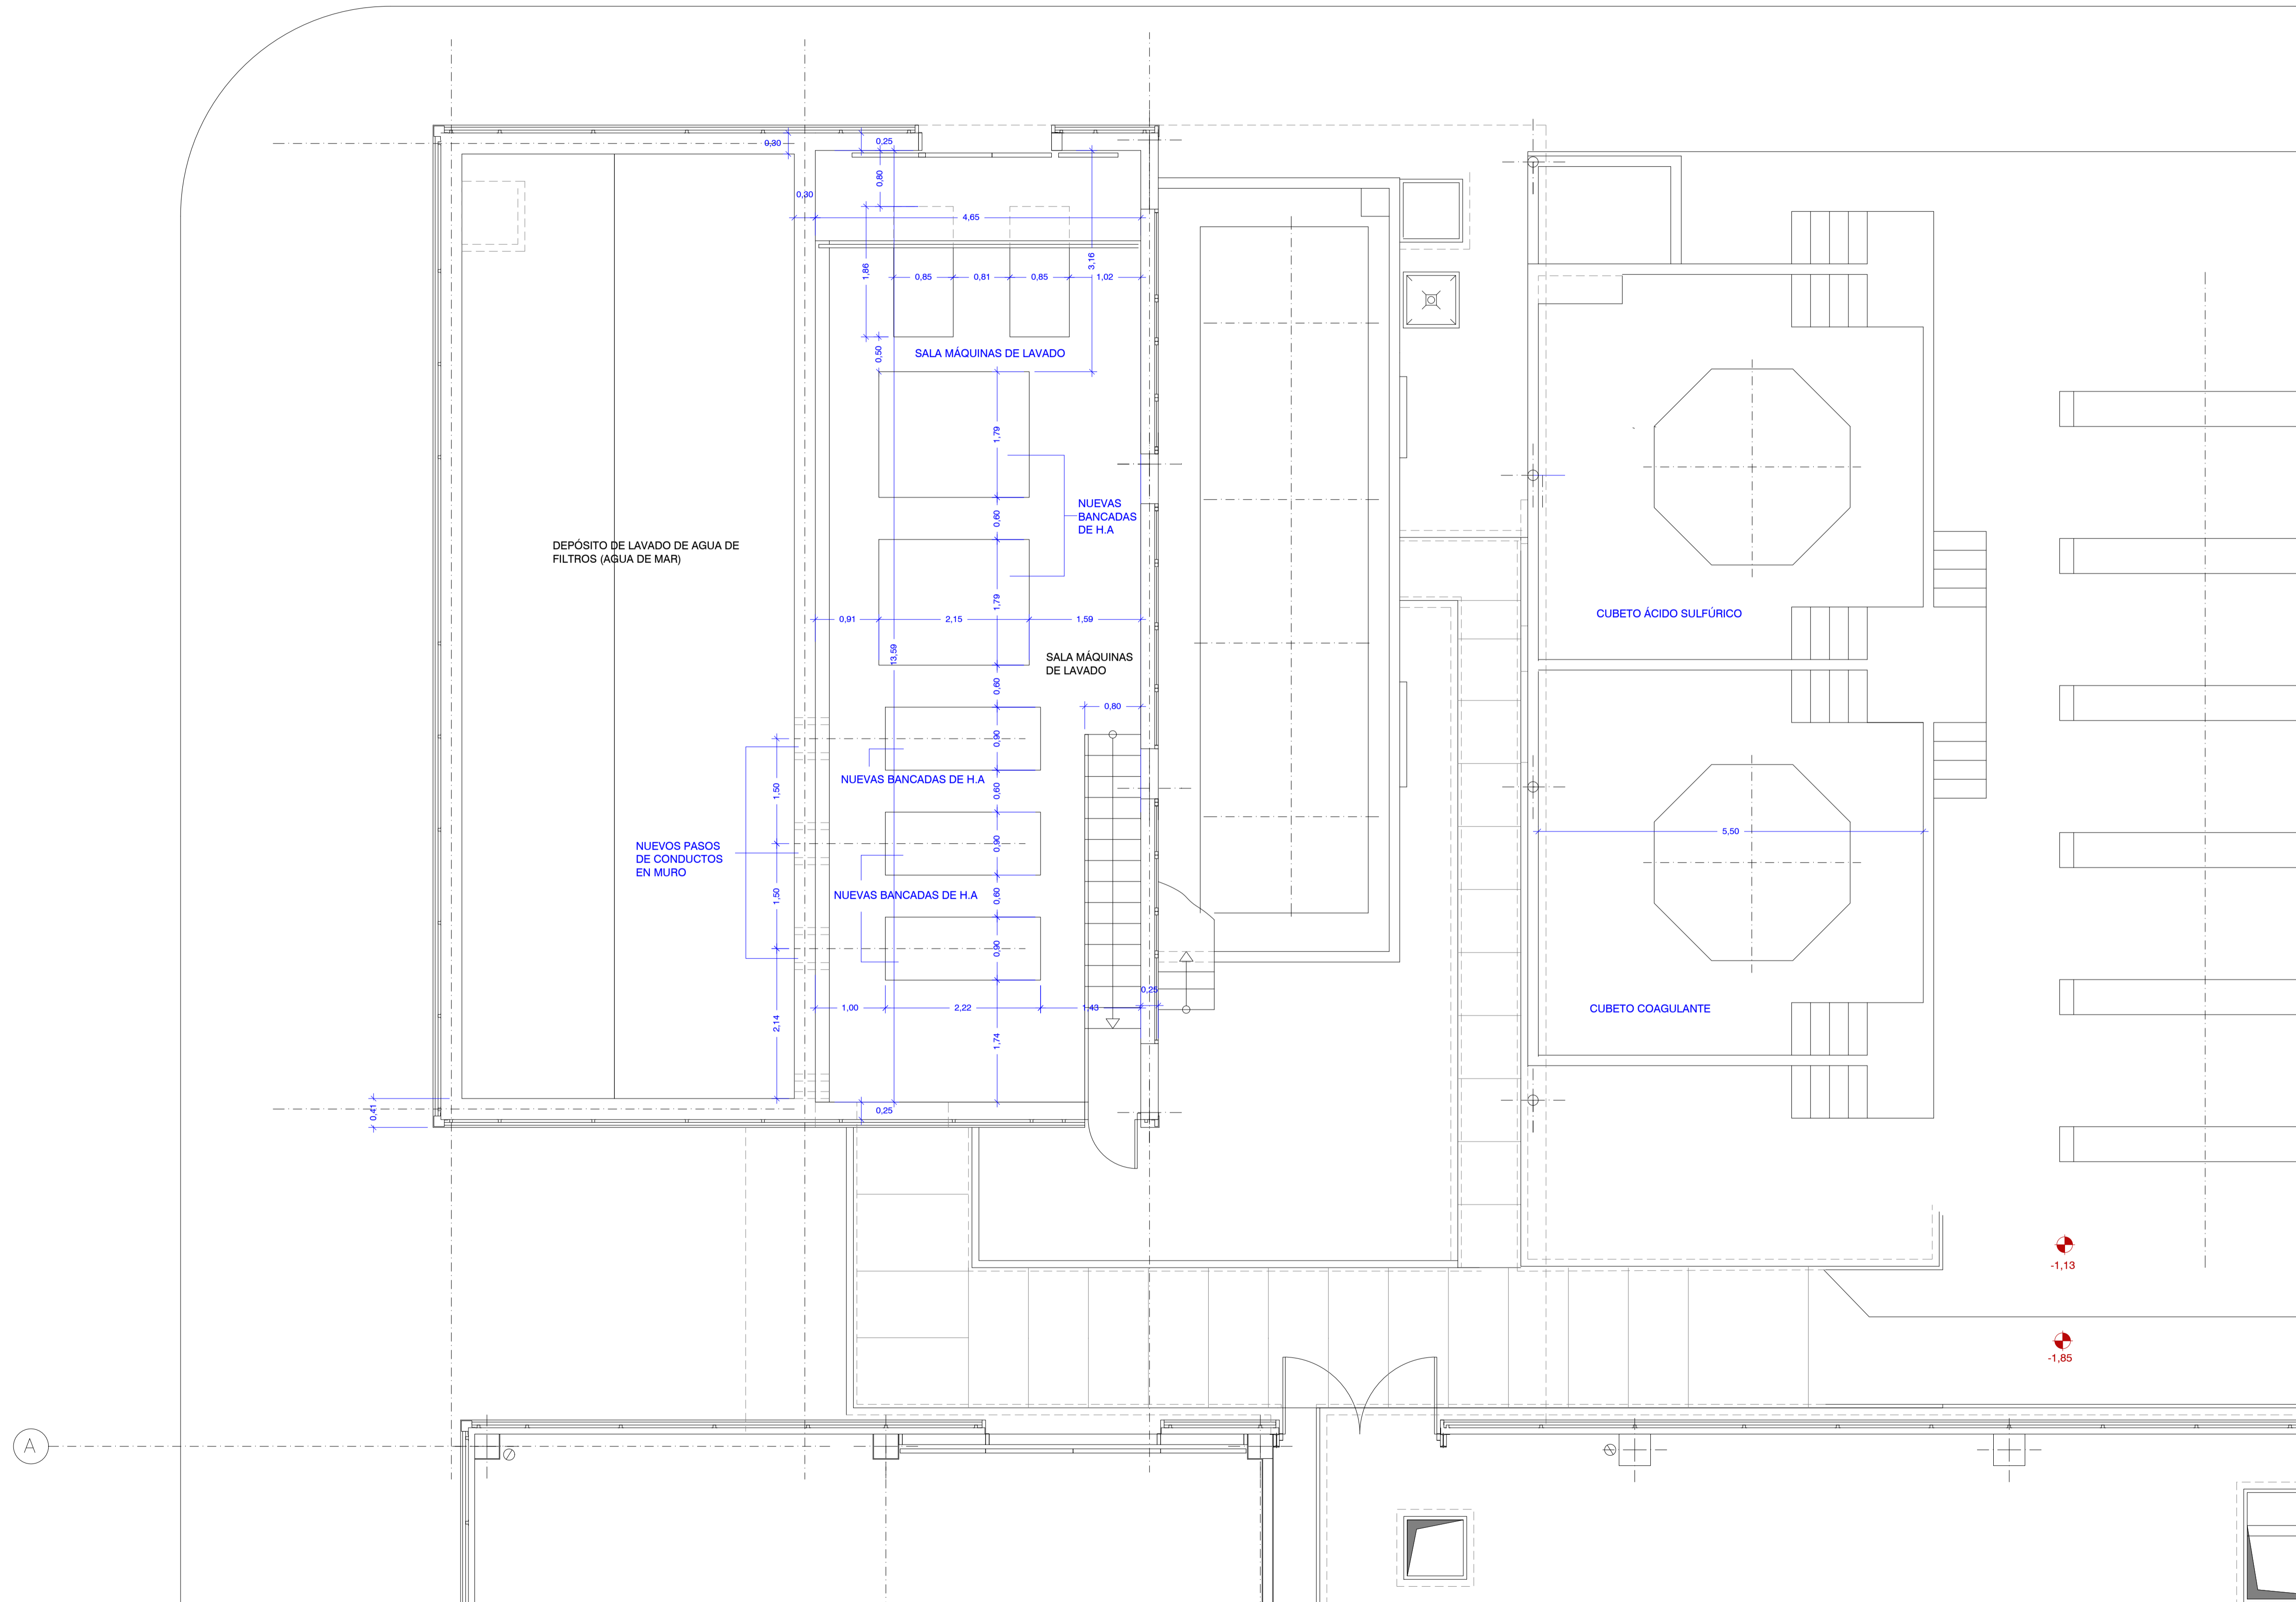 0,30
0,25
0,80
0,30
4,65
1,86
3,16
0,85
0,81
0,85
1,02
0,50
SALA MÁQUINAS DE LAVADO
1,79
NUEVAS
BANCADAS
DE H.A
0,60
DEPÓSITO DE LAVADO DE AGUA DE
FILTROS (AGUA DE MAR)
1,79
0,91
2,15
1,59
13,59
SALA MÁQUINAS
DE LAVADO
CUBETO ÁCIDO SULFÚRICO
0,60
0,80
0,90
NUEVAS BANCADAS DE H.A
1,50
0,60
5,50
NUEVOS PASOS
DE CONDUCTOS
EN MURO
0,90
1,50
NUEVAS BANCADAS DE H.A
0,60
0,90
0,25
1,00
2,22
1,43
CUBETO COAGULANTE
2,14
1,74
0,41
0,25
-1,13
-1,85
A